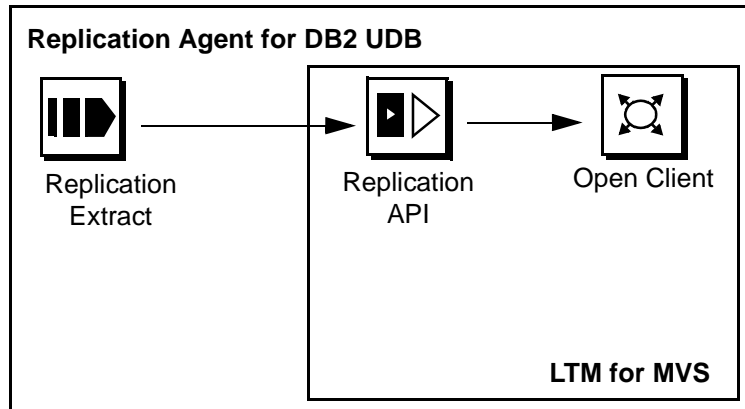 Replication Agent for DB2 UDB
Replication
Extract
Replication
API
Open Client
LTM for MVS